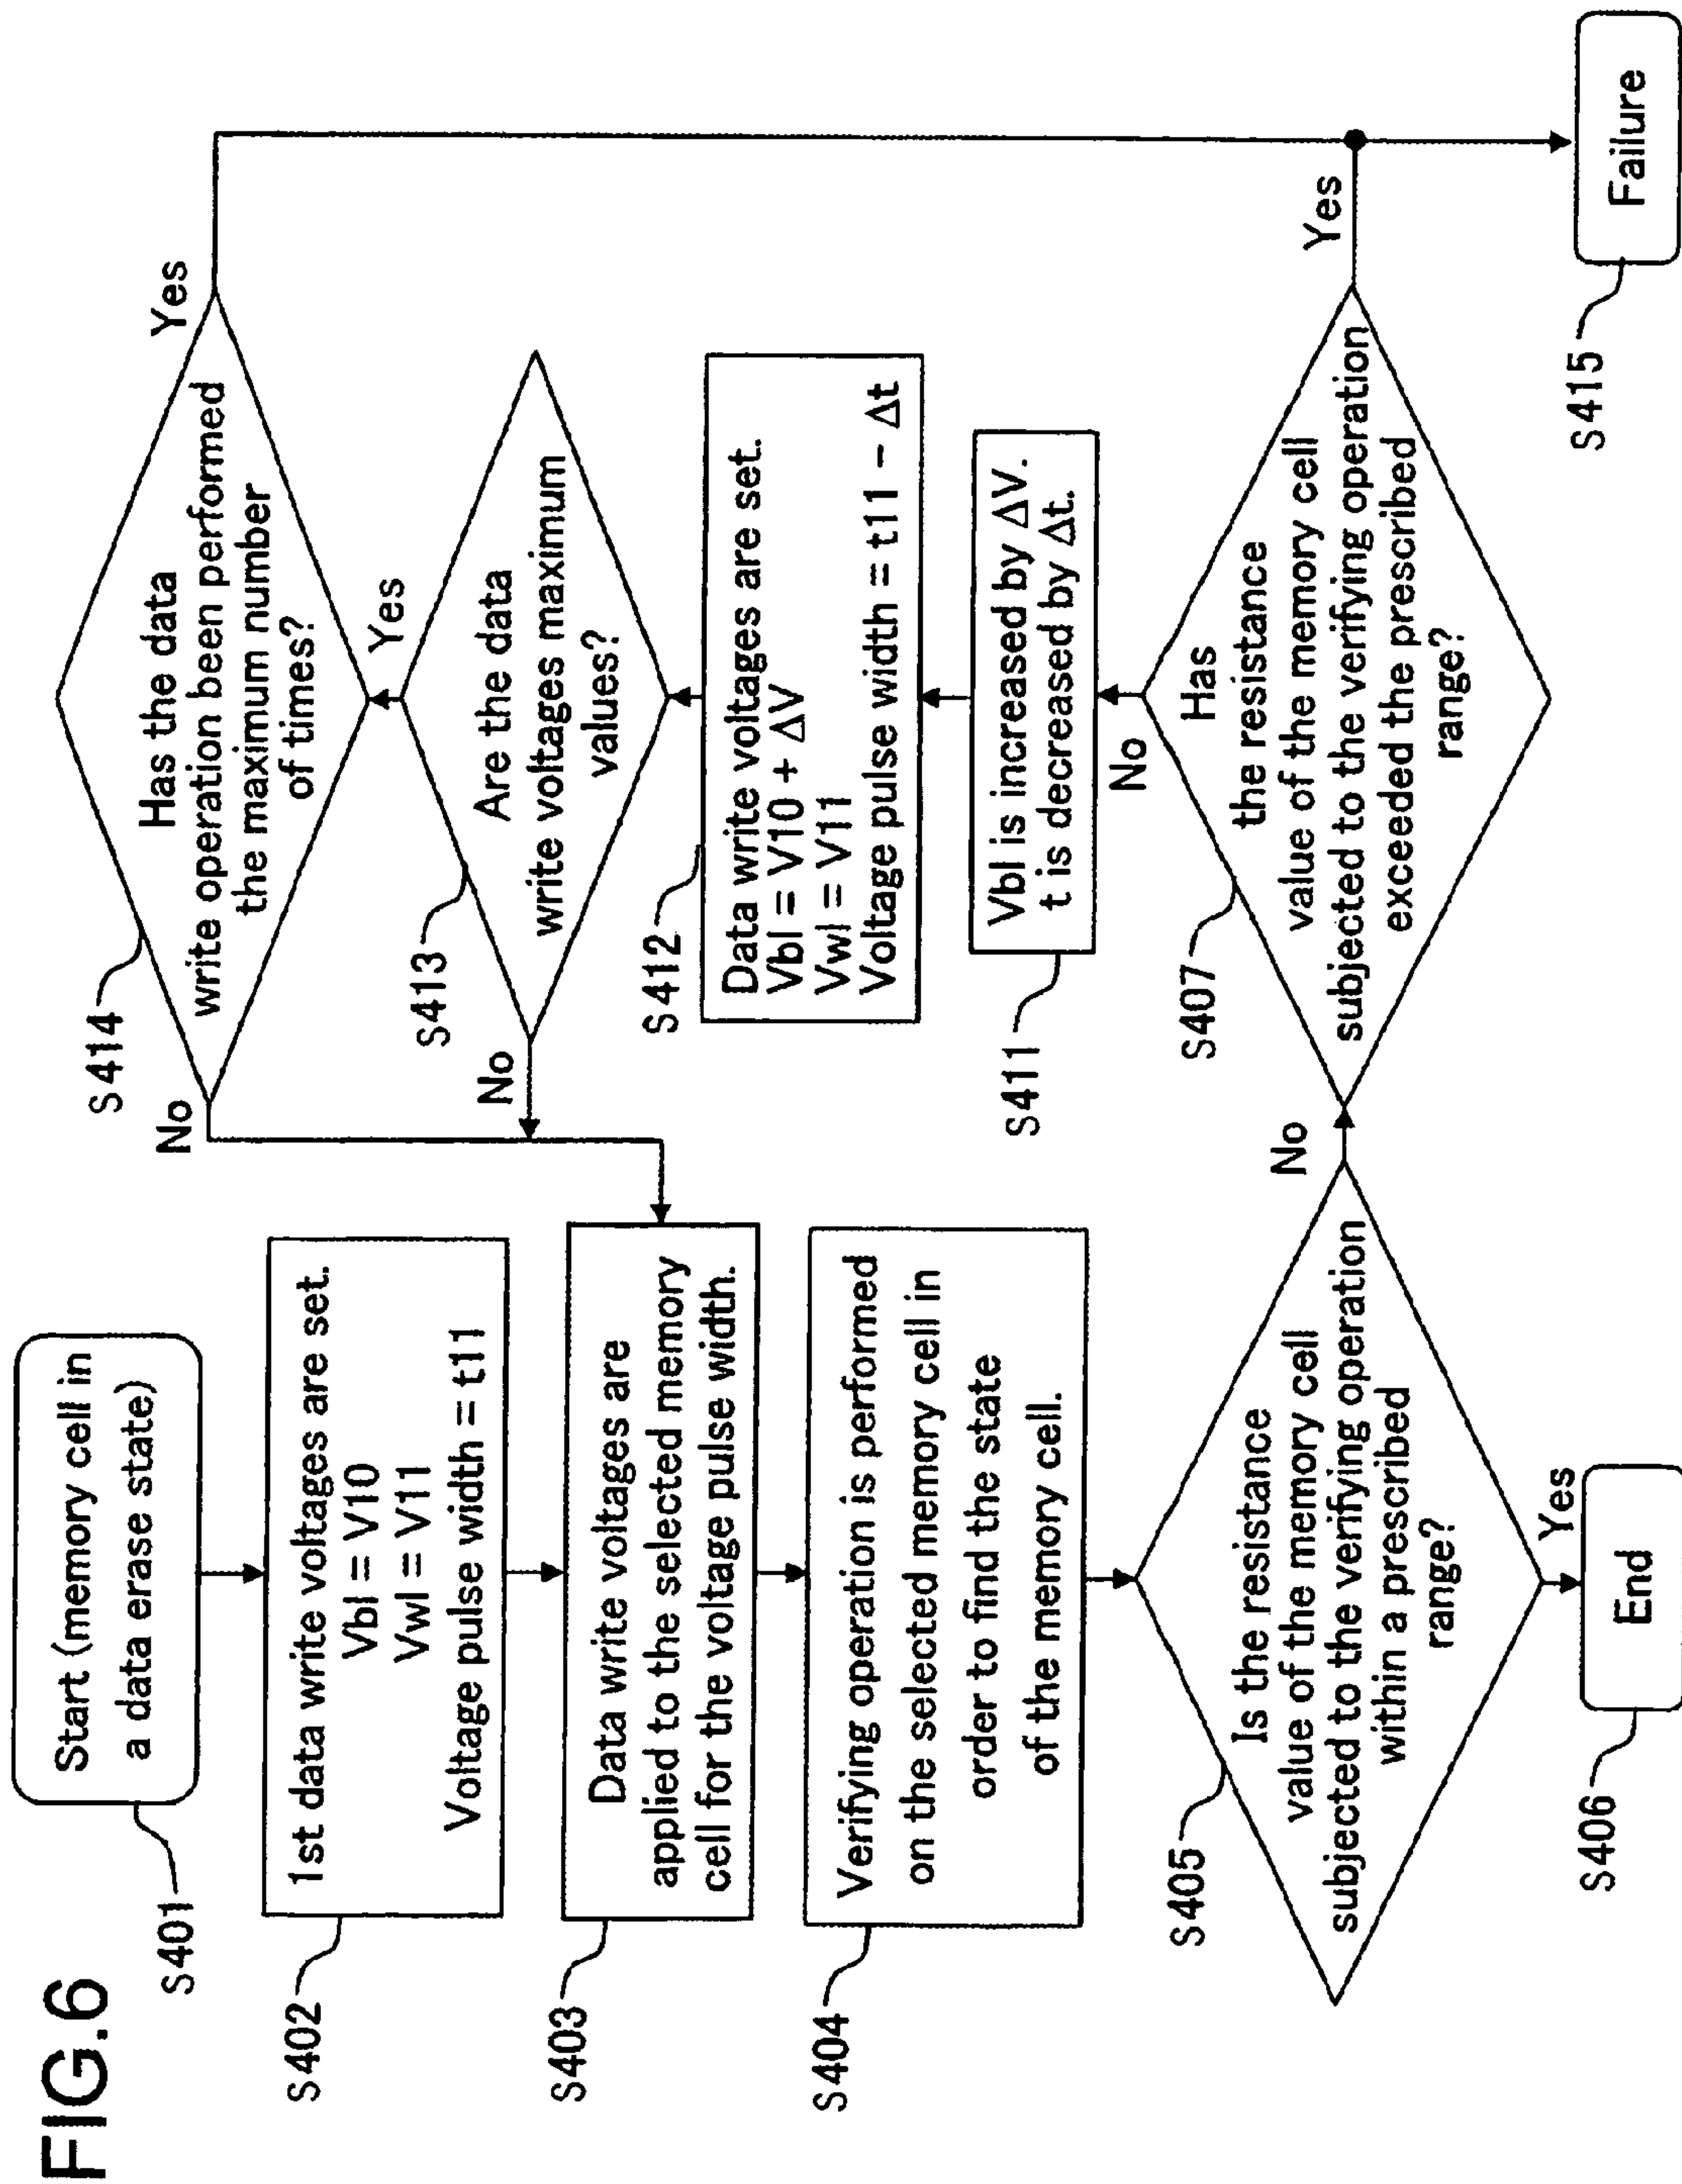 FIG.6
S401
Start (memory cell in
a data erase state)
S402
1st data write voltages are set.
Vbl = V10
Vwl = V11
Voltage pulse width = t11
S403
Data write voltages are
applied to the selected memory
cell for the voltage pulse width.
S404
Verifying operation is performed
on the selected memory cell in
order to find the state
of the memory cell.
S405
Is the resistance
value of the memory cell
subjected to the verifying operation
within a prescribed
range?
No
Yes
S406
End
S414
Has the data
write operation been performed
the maximum number
of times?
No
Yes
S413
Are the data
write voltages maximum
values?
Yes
No
S412
Data write voltages are set.
Vbl = V10 + ΔV
Vwl = V11
Voltage pulse width = t11 − Δt
S411
Vbl is increased by ΔV.
t is decreased by Δt.
No
S407
Has
the resistance
value of the memory cell
subjected to the verifying operation
exceeded the prescribed
range?
Yes
S415
Failure